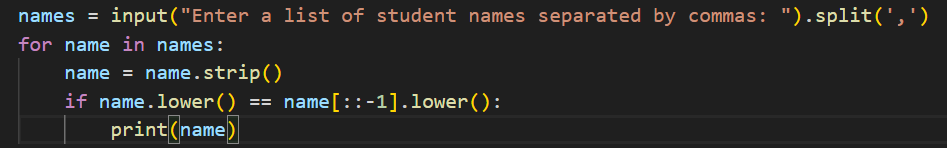 names = input("Enter a list of student names separated by commas: ").split(',')
for name in names:
    name = name.strip()
    if name.lower() == name[::-1].lower():
        print(name)